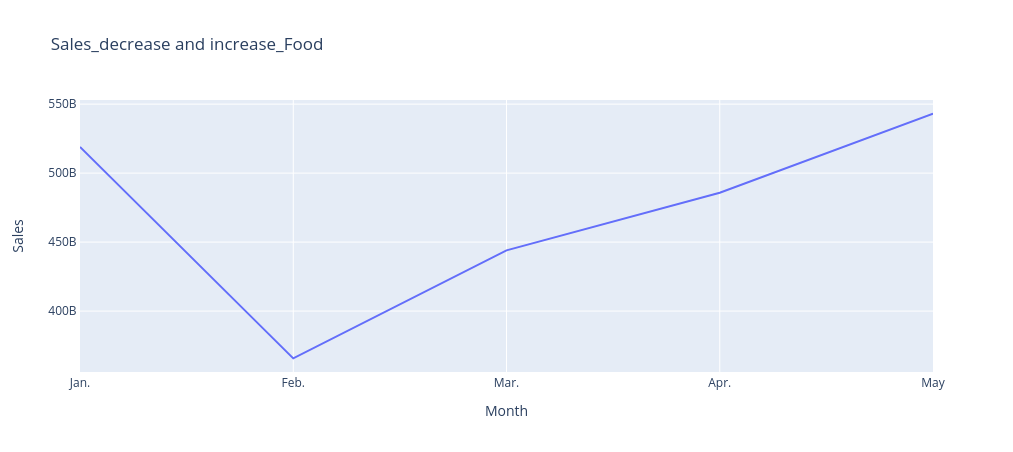 Sales_decrease and increase_Food
550B
500B
450B
400B
Sales
Jan.
Feb.
Mar.
Apr.
May
Month